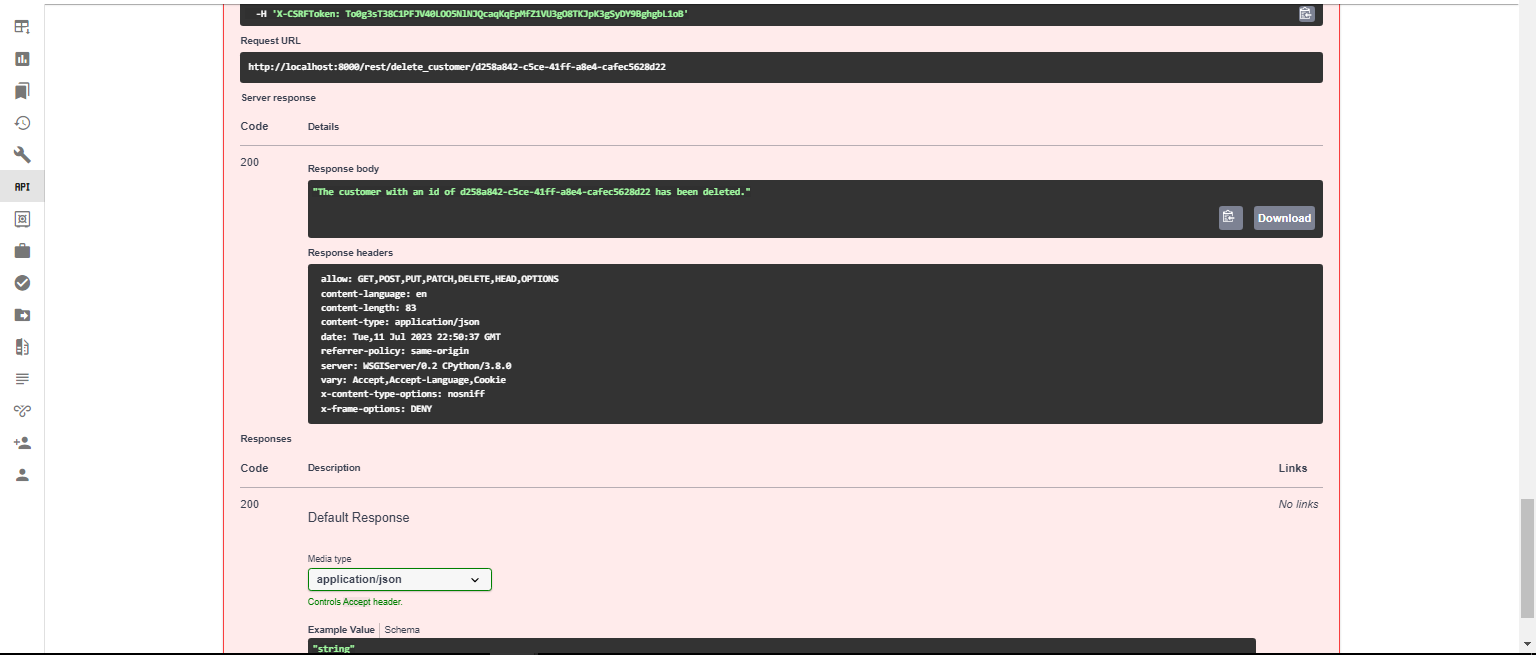 -H 'X-CSRFToken: To0g3sT38C1PFJV40LOO5NlNJQcaqKqEpMfZ1VU3gO8TKJpK3gSyDY9BghgbL1oB'
Request URL
http://localhost:8000/rest/delete_customer/d258a842-c5ce-41ff-a8e4-cafec5628d22
Server response
Code Details
200
Response body
"The customer with an id of d258a842-c5ce-41ff-a8e4-cafec5628d22 has been deleted."
Download
Response headers
allow: GET,POST,PUT,PATCH,DELETE,HEAD,OPTIONS
content-language: en
content-length: 83
content-type: application/json
date: Tue,11 Jul 2023 22:50:37 GMT
referrer-policy: same-origin
server: WSGIServer/0.2 CPython/3.8.0
vary: Accept,Accept-Language,Cookie
x-content-type-options: nosniff
x-frame-options: DENY
Responses
Code Description Links
200 No links
Default Response
Media type
application/json
Controls Accept header.
Example Value Schema
"string"
API